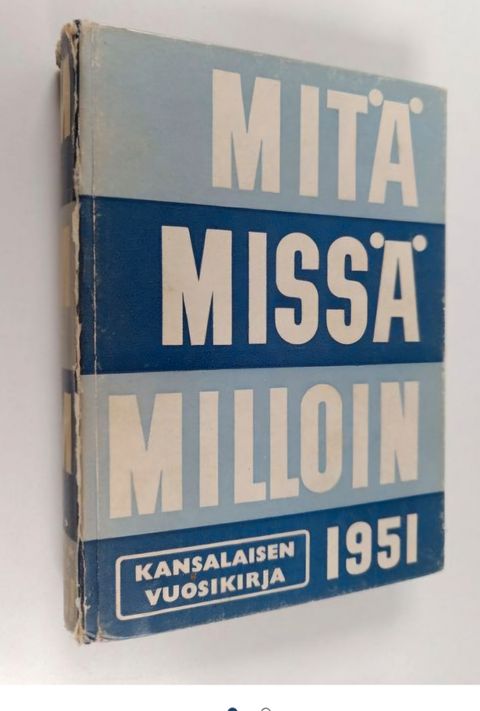 MITÄ
MISSÄ
MILLOIN
KANSALAISEN
VUOSIKIRJA
1951